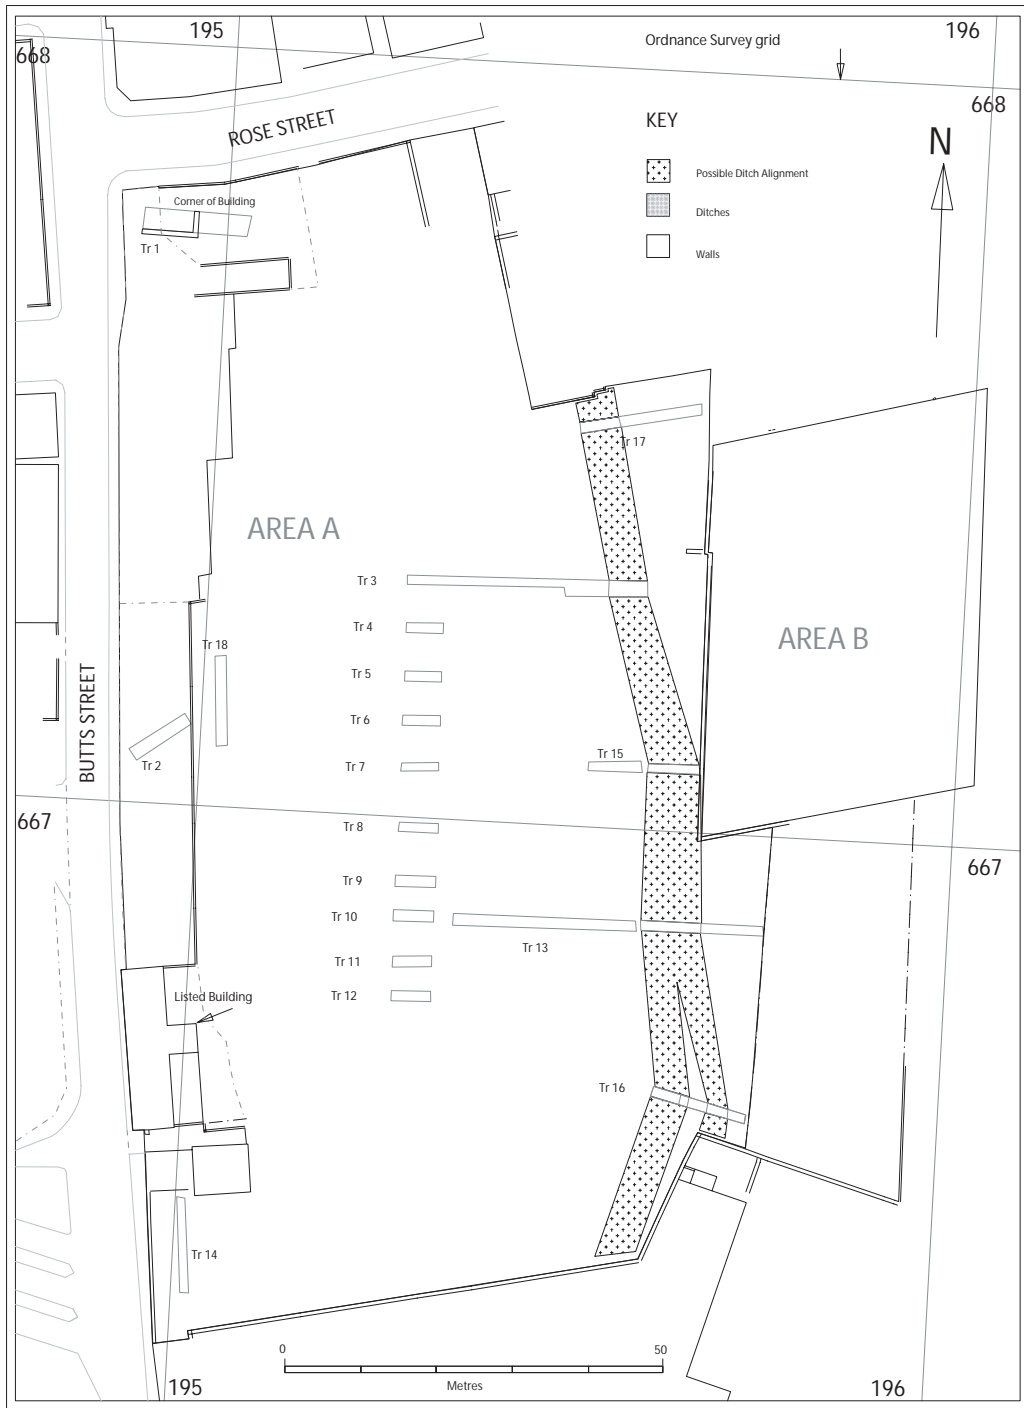 195
196
668
Ordnance Survey grid
668
ROSE STREET
KEY
N
Possible Ditch Alignment
Ditches
Walls
Corner of Building
Tr 1
Tr 17
AREA A
Tr 3
Tr 4
AREA B
Tr 18
Tr 5
BUTTS STREET
Tr 6
Tr 15
Tr 2
Tr 7
667
Tr 8
667
Tr 9
Tr 10
Tr 13
Tr 11
Tr 12
Listed Building
Tr 16
Tr 14
0
50
Metres
195
196